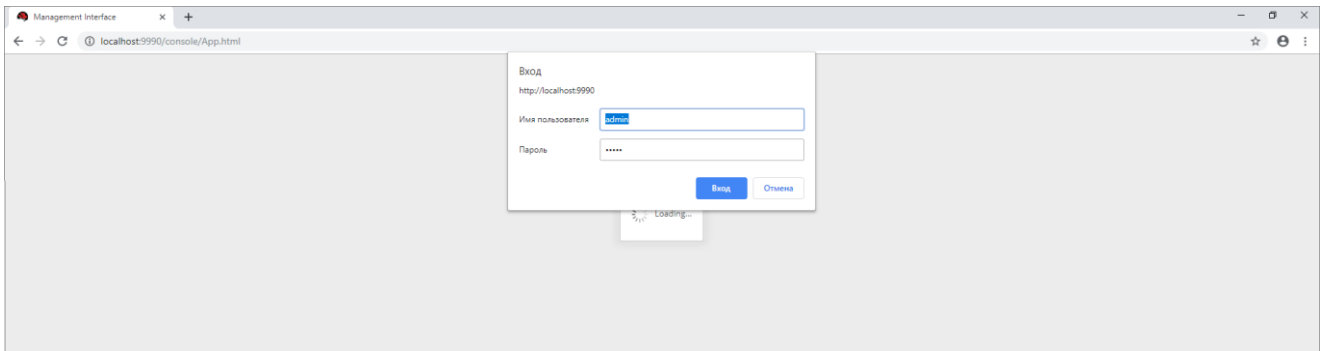 Management Interface
localhost:9990/console/App.html
Вход
http://localhost:9990
Имя пользователя admin
Пароль •••••
Вход Отмена
Loading...